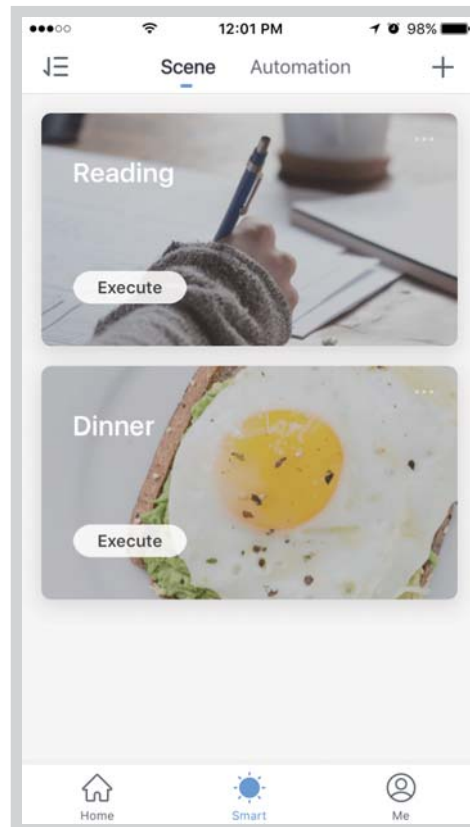 12:01 PM 98%
Scene Automation
Reading
Execute
Dinner
Execute
Home Smart Me